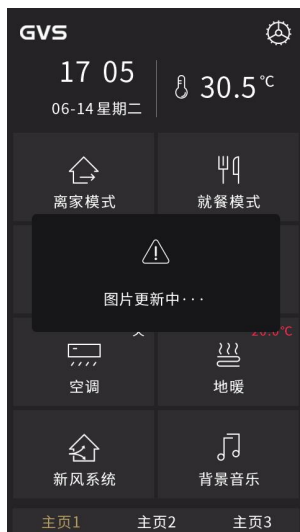 GVS
17 05
06-14 星期二
30.5℃
离家模式
就餐模式
图片更新中···
空调
地暖
新风系统
背景音乐
主页1
主页2
主页3